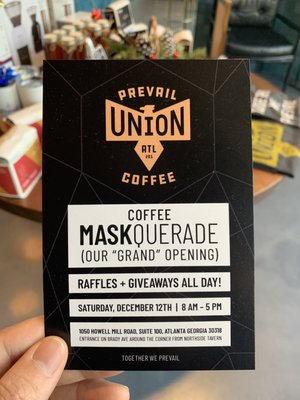 PREVAIL
UNION
ATL
COFFEE
COFFEE
MASKQUERADE
(OUR "GRAND" OPENING)
RAFFLES + GIVEAWAYS ALL DAY!
SATURDAY, DECEMBER 12TH | 8 AM – 5 PM
1050 HOWELL MILL ROAD, SUITE 100, ATLANTA GEORGIA 30318
ENTRANCE ON BRADY AVE AROUND THE CORNER FROM NORTHSIDE TAVERN
TOGETHER WE PREVAIL